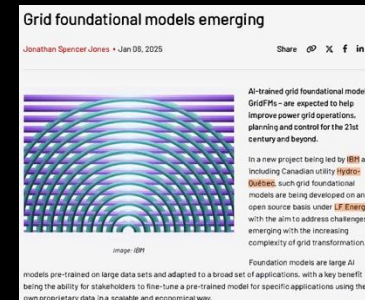 Grid foundational models emerging
Jonathan Spencer Jones • Jan 08, 2025
Share
AI-trained grid foundational model
GridFMs – are expected to help
improve power grid operations,
planning and control for the 21st
century and beyond.
In a new project being led by IBM a
including Canadian utility Hydro-
Québec, such grid foundational
models are being developed on an
open source basis under LF Energ
with the aim to address challenges
emerging with the increasing
complexity of grid transformation.
Image: IBM
Foundation models are large AI
models pre-trained on large data sets and adapted to a broad set of applications, with a key benefit
being the ability for stakeholders to fine-tune a pre-trained model for specific applications using the
own proprietary data in a scalable and economical way.